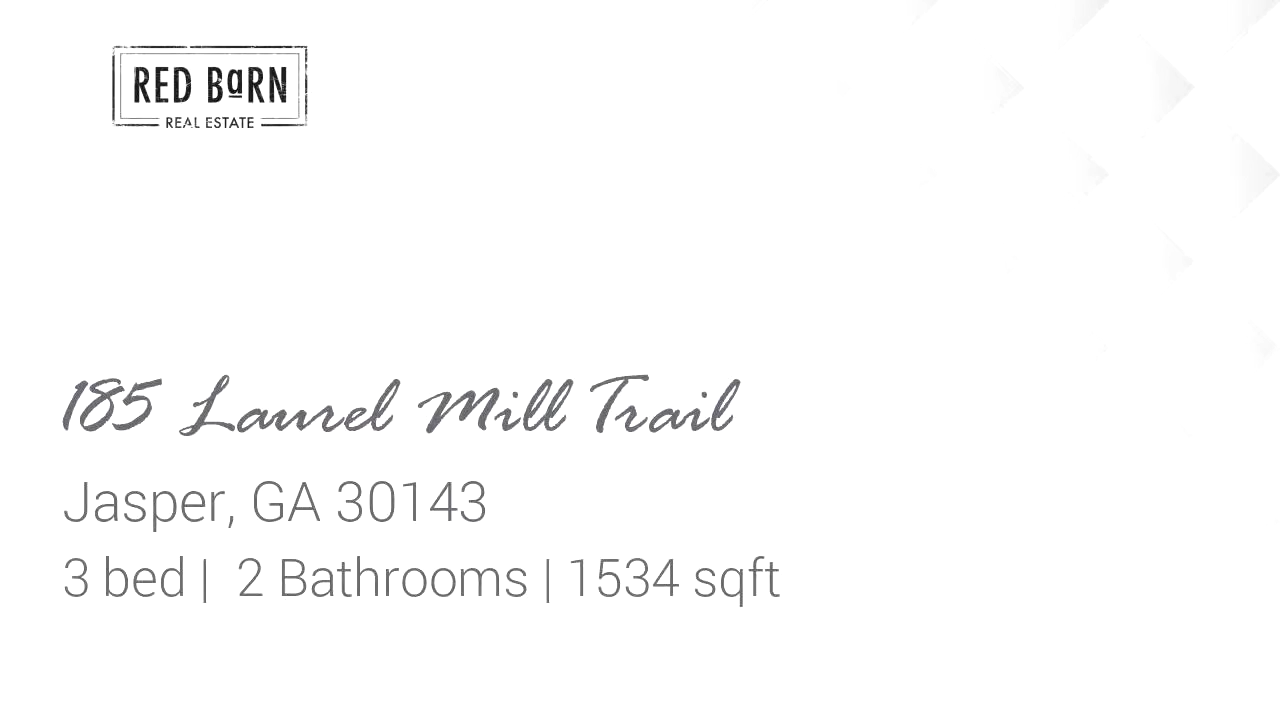 RED BaRN
REAL ESTATE
185 Laurel Mill Trail
Jasper, GA 30143
3 bed | 2 Bathrooms | 1534 sqft